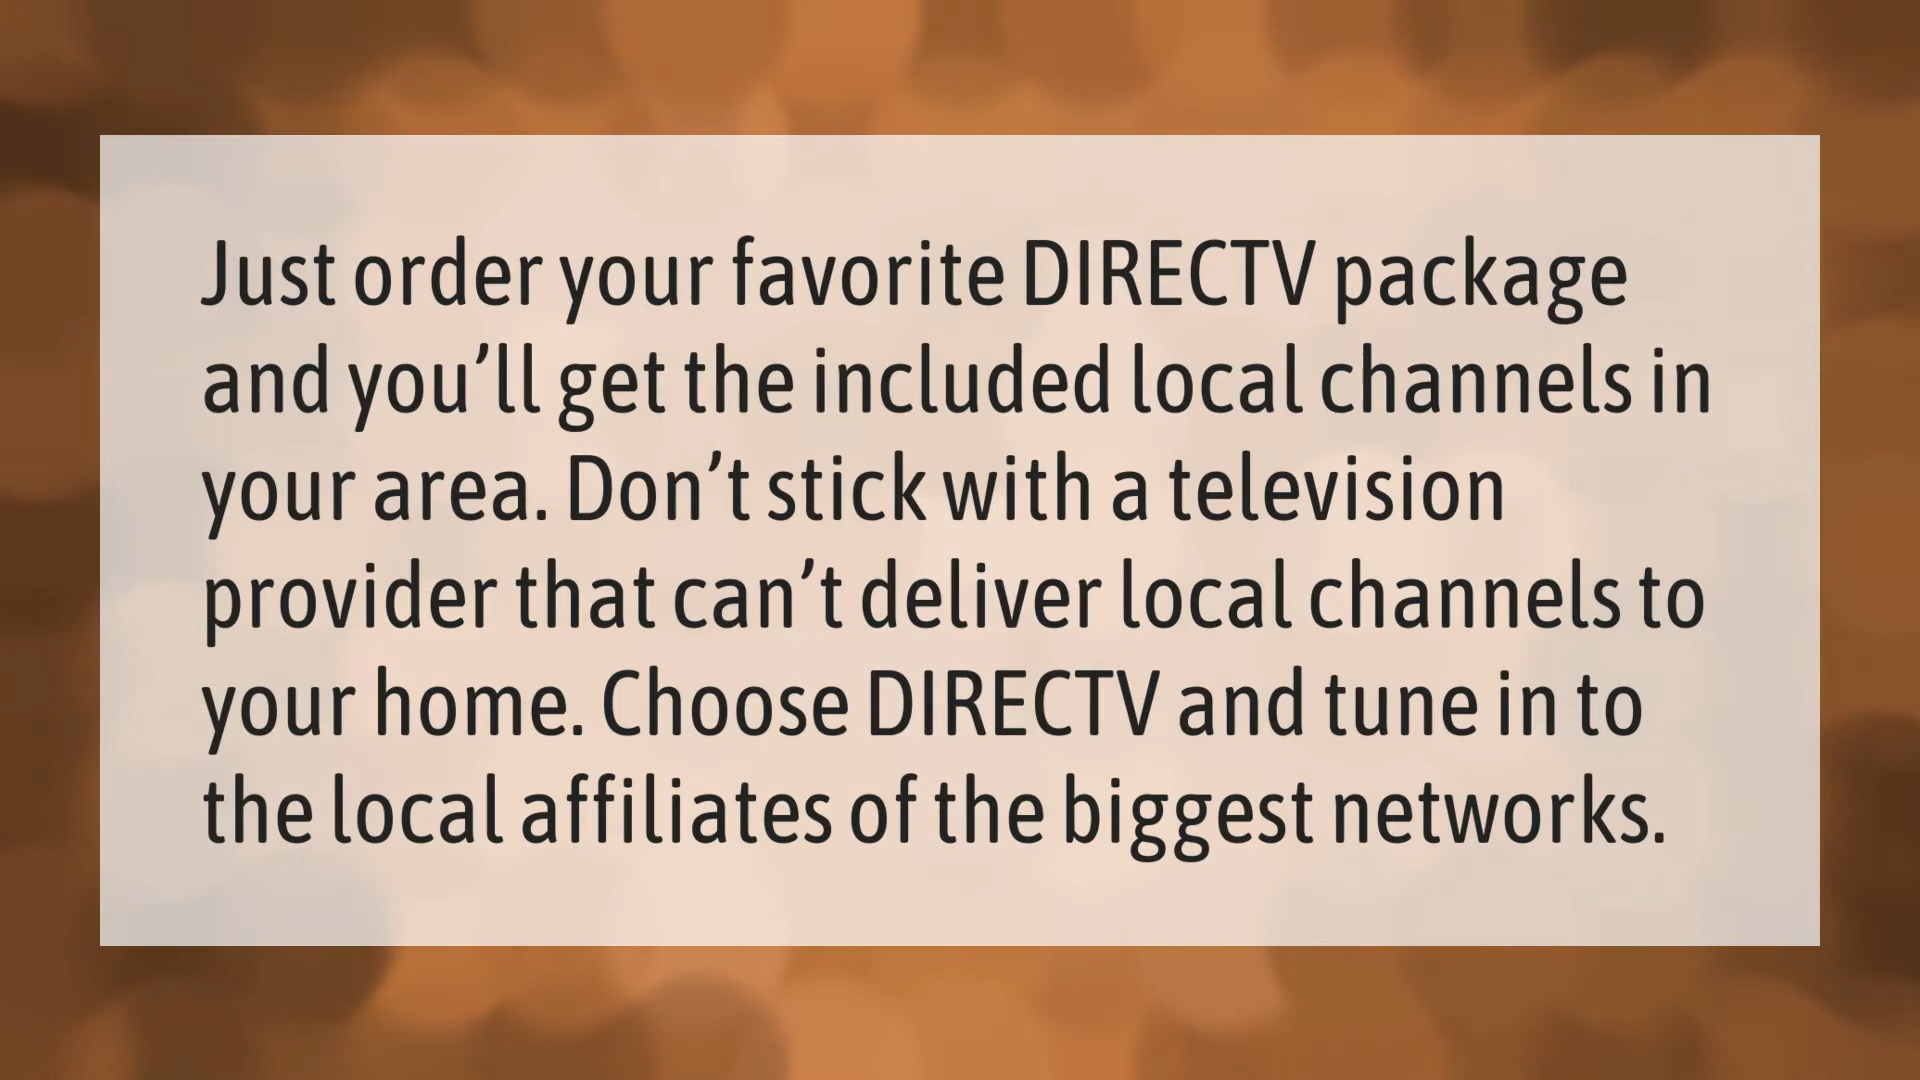 Just order your favorite DIRECTV package
and you’ll get the included local channels in
your area. Don’t stick with a television
provider that can’t deliver local channels to
your home. Choose DIRECTV and tune in to
the local affiliates of the biggest networks.